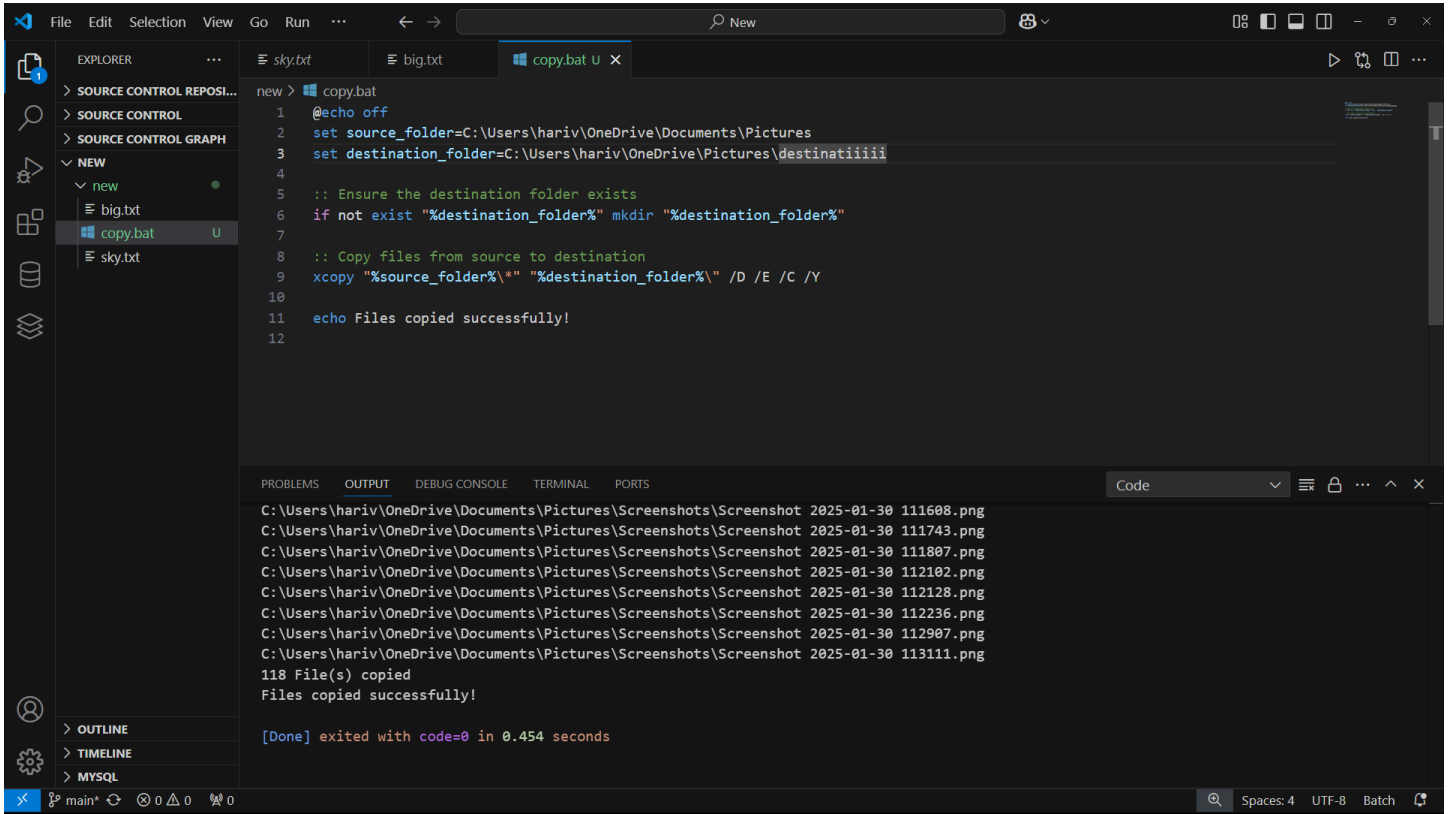 File Edit Selection View Go Run ··· New
EXPLORER ···
1
SOURCE CONTROL REPOSI...
SOURCE CONTROL
SOURCE CONTROL GRAPH
NEW
new
big.txt
copy.bat U
sky.txt
OUTLINE
TIMELINE
MYSQL
sky.txt big.txt copy.bat U
new > copy.bat
1 @echo off
2 set source_folder=C:\Users\hariv\OneDrive\Documents\Pictures
3 set destination_folder=C:\Users\hariv\OneDrive\Pictures\destinatiiiii
4
5 :: Ensure the destination folder exists
6 if not exist "%destination_folder%" mkdir "%destination_folder%"
7
8 :: Copy files from source to destination
9 xcopy "%source_folder%\*" "%destination_folder%\" /D /E /C /Y
10
11 echo Files copied successfully!
12
PROBLEMS OUTPUT DEBUG CONSOLE TERMINAL PORTS Code
C:\Users\hariv\OneDrive\Documents\Pictures\Screenshots\Screenshot 2025-01-30 111608.png
C:\Users\hariv\OneDrive\Documents\Pictures\Screenshots\Screenshot 2025-01-30 111743.png
C:\Users\hariv\OneDrive\Documents\Pictures\Screenshots\Screenshot 2025-01-30 111807.png
C:\Users\hariv\OneDrive\Documents\Pictures\Screenshots\Screenshot 2025-01-30 112102.png
C:\Users\hariv\OneDrive\Documents\Pictures\Screenshots\Screenshot 2025-01-30 112128.png
C:\Users\hariv\OneDrive\Documents\Pictures\Screenshots\Screenshot 2025-01-30 112236.png
C:\Users\hariv\OneDrive\Documents\Pictures\Screenshots\Screenshot 2025-01-30 112907.png
C:\Users\hariv\OneDrive\Documents\Pictures\Screenshots\Screenshot 2025-01-30 113111.png
118 File(s) copied
Files copied successfully!
[Done] exited with code=0 in 0.454 seconds
main* 0 0 0 Spaces: 4 UTF-8 Batch